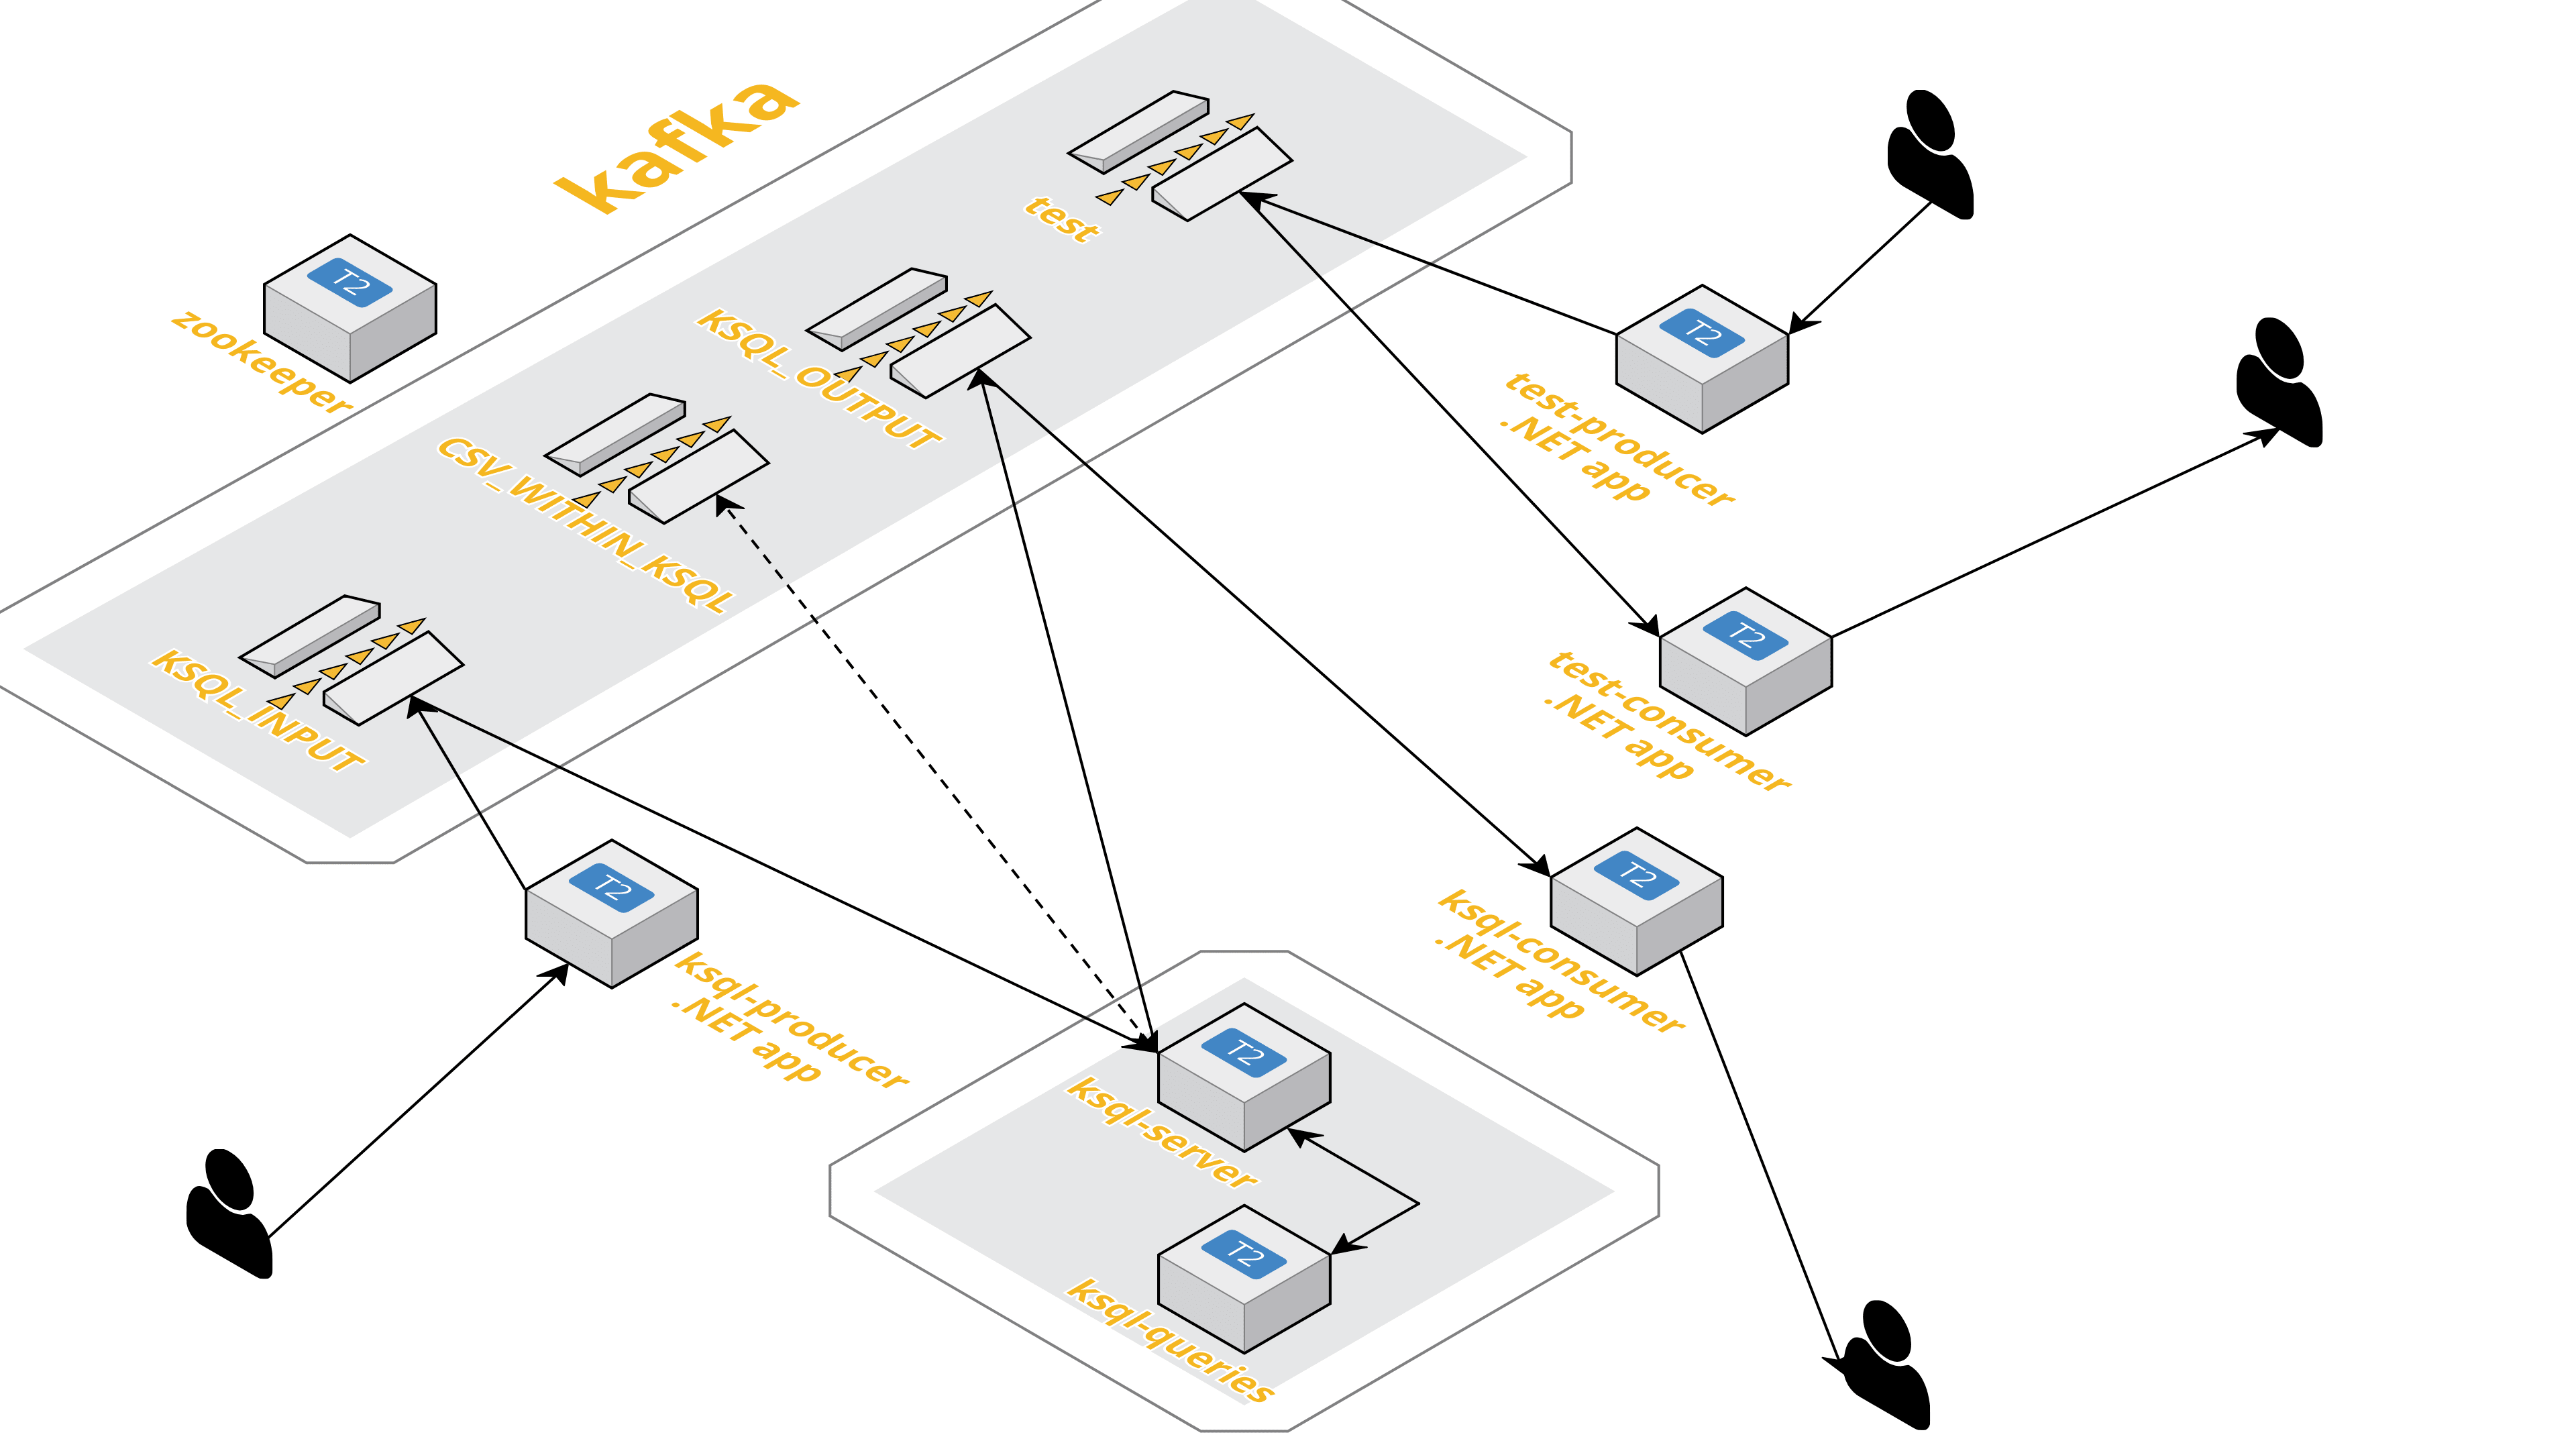 kafka
test
T2
zookeeper
KSQL_OUTPUT
T2
test-producer
.NET app
CSV_WITHIN_KSQL
T2
test-consumer
.NET app
KSQL_INPUT
T2
ksql-producer
.NET app
T2
ksql-consumer
.NET app
T2
ksql-server
T2
ksql-queries